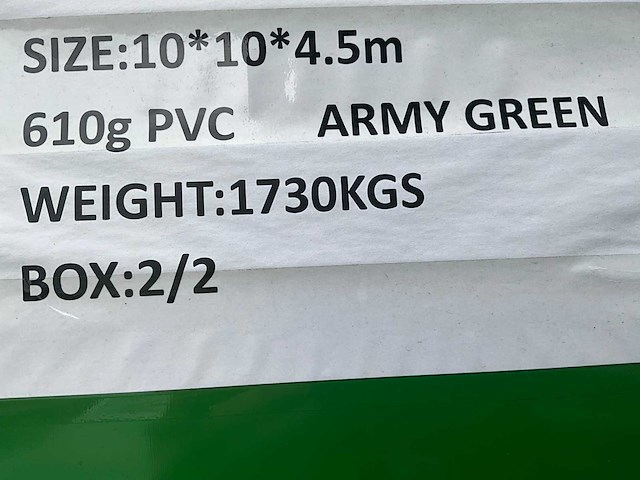 SIZE:10*10*4.5m
610g PVC ARMY GREEN
WEIGHT:1730KGS
BOX:2/2